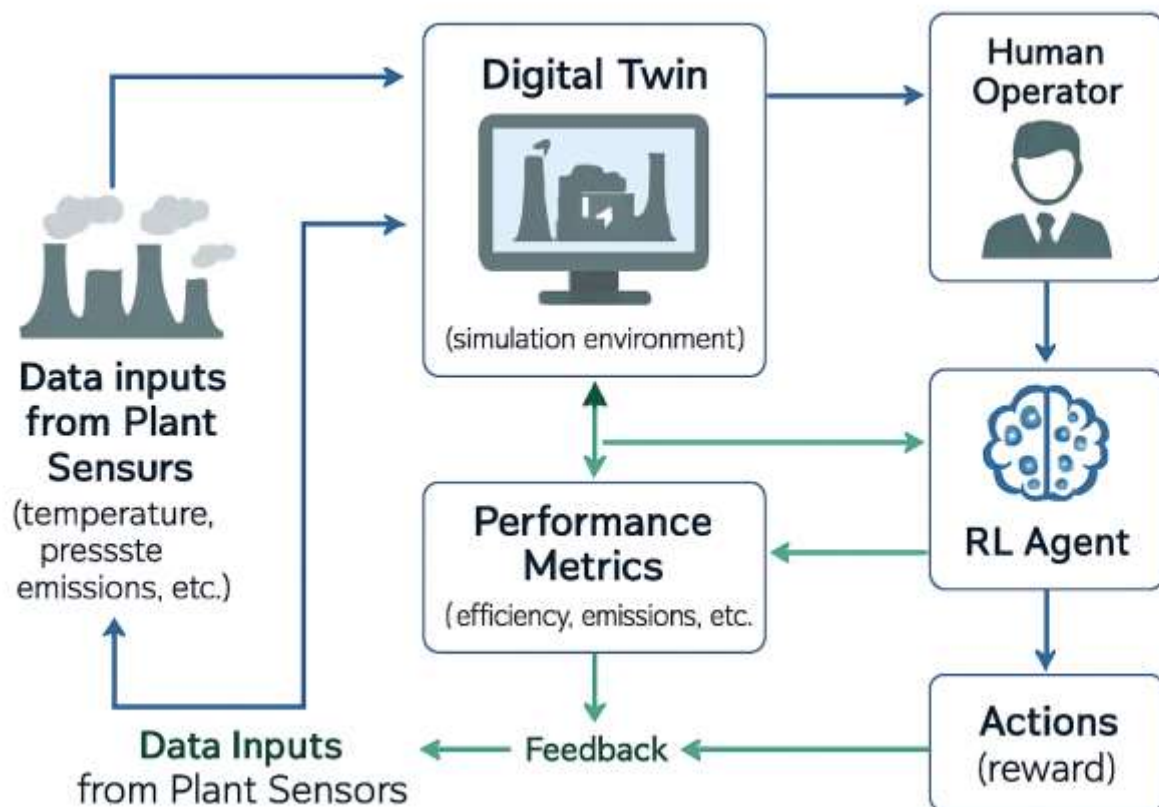 Digital Twin
(simulation environment)
Human
Operator
Data inputs
from Plant
Sensurs
(temperature,
pressste
emissions, etc.)
Performance
Metrics
(efficiency, emissions, etc.
RL Agent
Actions
(reward)
Feedback
Data Inputs
from Plant Sensors